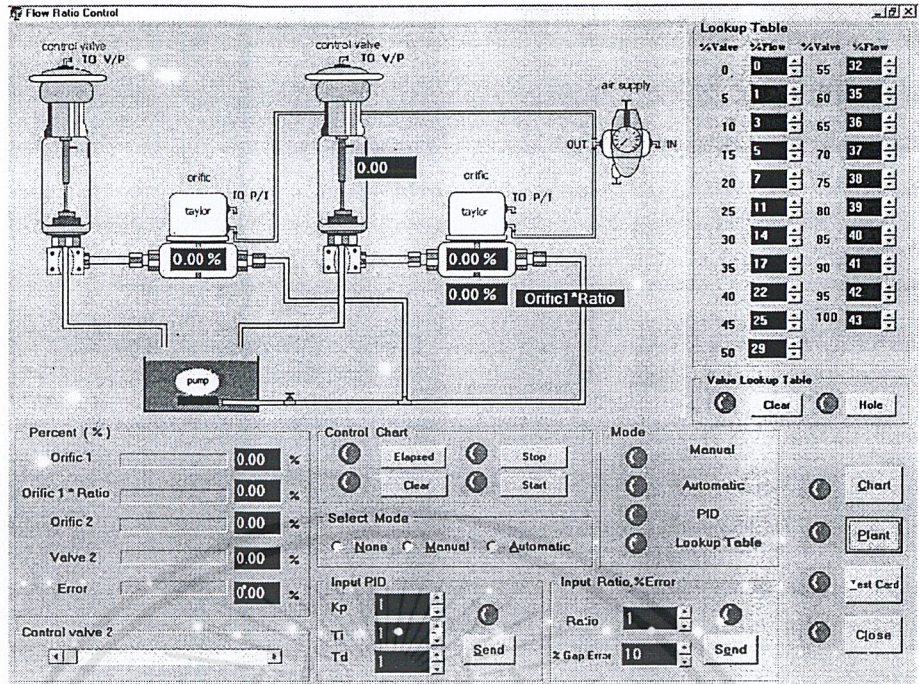 Flow Ratio Control
control valve
TO V/P
control valve
TO V/P
air supply
OUT
IN
orific
TO P/I
taylor
0.00 %
0.00
orific
TO P/I
taylor
0.00 %
0.00 % Orific1*Ratio
pump
Lookup Table
%Valve %Flow %Valve %Flow
0 0 55 32
5 1 60 35
10 3 65 36
15 5 70 37
20 7 75 38
25 11 80 39
30 14 85 40
35 17 90 41
40 22 95 42
45 25 100 43
50 29
Value Lookup Table
Clear Hole
Percent (%)
Orific 1 0.00 %
Orific 1 * Ratio 0.00 %
Orific 2 0.00 %
Valve 2 0.00 %
Error 0.00 %
Control valve 2
Control Chart
Elapsed Stop
Clear Start
Select Mode
None Manual Automatic
Input PID
Kp 1
Ti 1
Td 1
Send
Mode
Manual
Automatic
PID
Lookup Table
Input Ratio,%Error
Ratio 1
% Gap Error 10
Send
Chart
Plant
Test Card
Close